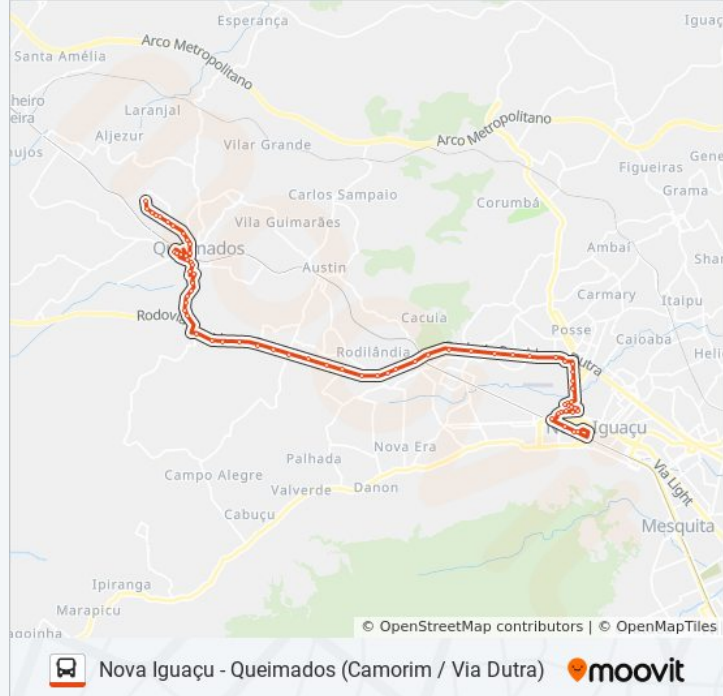 Esperança
Iguaç
Arco Metropolitano
Santa Amélia
Laranjal
Arco Metropolitano
Aljezur
Vilar Grande
Figueiras
Gene
Carlos Sampaio
Corumbá
Grama
Vila Guimarães
Ambaí
Queimados
Austin
Carmary
Itaipu
Cacuia
Posse
Caioaba
Rodilândia
Dutra
Nova Iguaçu
Nova Era
Palhada
Campo Alegre
Valverde
Danon
Via Light
Cabuçu
Mesquita
Ipiranga
Marapicu
© OpenStreetMap contributors | © OpenMapTiles
Nova Iguaçu - Queimados (Camorim / Via Dutra)
moovit